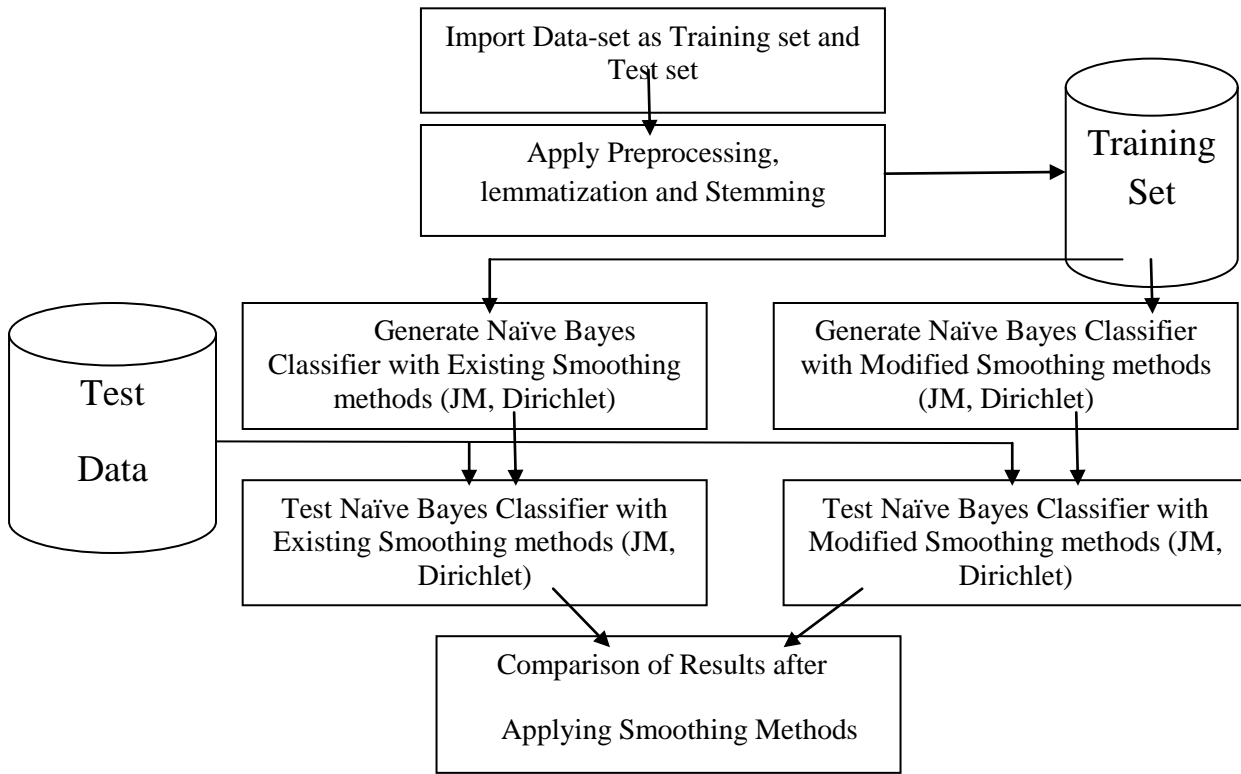 Import Data-set as Training set and
Test set
Apply Preprocessing,
lemmatization and Stemming
Training
Set
Generate Naïve Bayes
Classifier with Existing Smoothing
methods (JM, Dirichlet)
Generate Naïve Bayes Classifier
with Modified Smoothing methods
(JM, Dirichlet)
Test
Data
Test Naïve Bayes Classifier with
Existing Smoothing methods (JM,
Dirichlet)
Test Naïve Bayes Classifier with
Modified Smoothing methods (JM,
Dirichlet)
Comparison of Results after
Applying Smoothing Methods